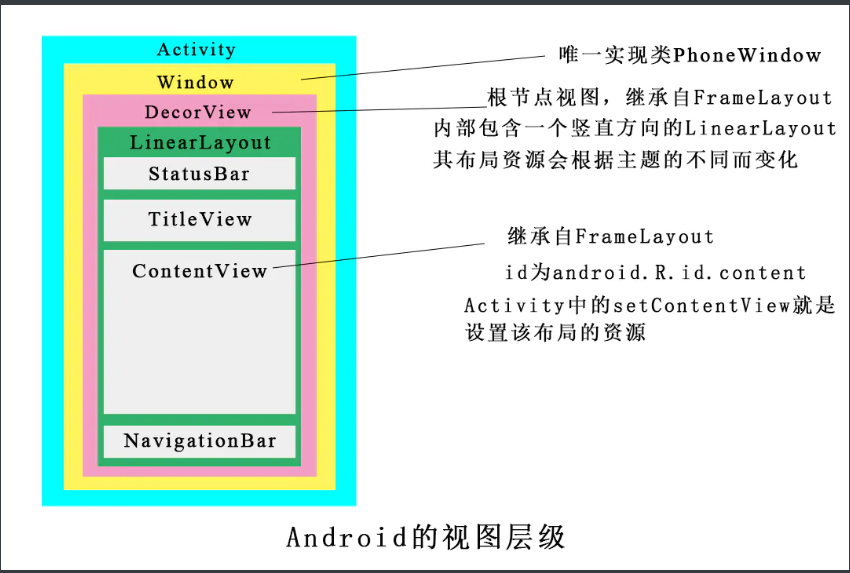 Activity
Window
DecorView
LinearLayout
StatusBar
TitleView
ContentView
NavigationBar
唯一实现类PhoneWindow
根节点视图，继承自FrameLayout
内部包含一个竖直方向的LinearLayout
其布局资源会根据主题的不同而变化
继承自FrameLayout
id为android.R.id.content
Activity中的setContentView就是
设置该布局的资源
Android的视图层级